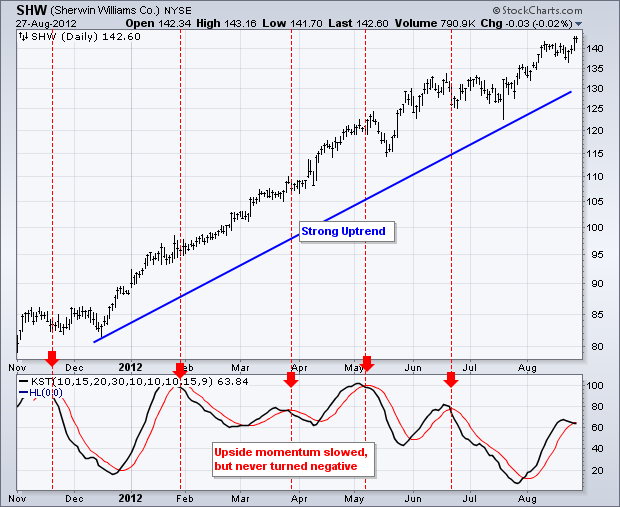 SHW (Sherwin Williams Co.) NYSE © StockCharts.com
27-Aug-2012 Open 142.34 High 143.16 Low 141.70 Last 142.60 Volume 790.9K Chg -0.03 (-0.02%)
SHW (Daily) 142.60
140
135
130
125
120
115
110
105
100
95
90
85
80
Strong Uptrend
Nov Dec 2012 Feb Mar Apr May Jun Jul Aug
KST(10,15,20,30,10,10,10,15,9) 63.84
HL(0.0)
100
80
60
40
20
Upside momentum slowed,
but never turned negative
Nov Dec 2012 Feb Mar Apr May Jun Jul Aug